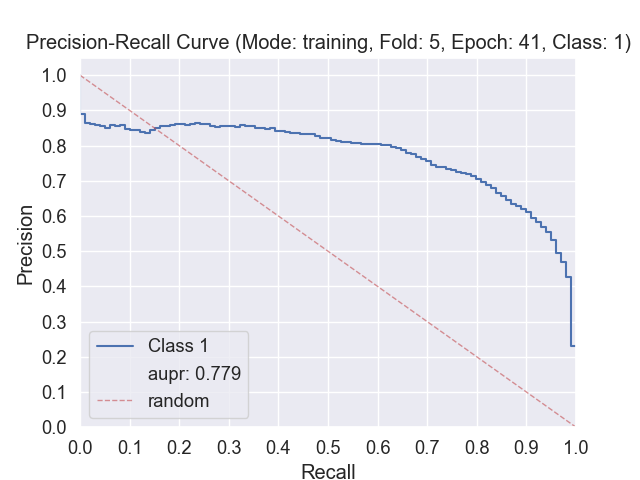 Precision-Recall Curve (Mode: training, Fold: 5, Epoch: 41, Class: 1)
1.0
0.9
0.8
0.7
0.6
0.5
0.4
0.3
0.2
0.1
0.0
Precision
Class 1
aupr: 0.779
random
0.0 0.1 0.2 0.3 0.4 0.5 0.6 0.7 0.8 0.9 1.0
Recall